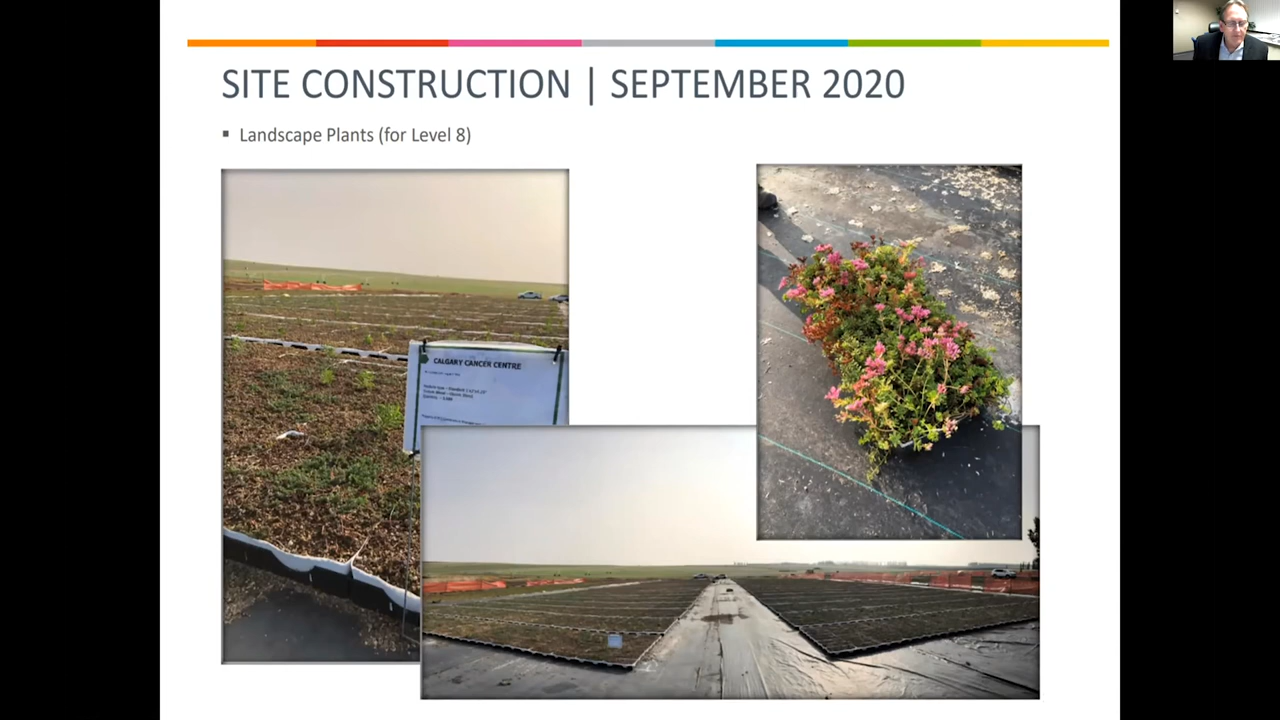 SITE CONSTRUCTION | SEPTEMBER 2020
▪ Landscape Plants (for Level 8)
CALGARY CANCER CENTRE